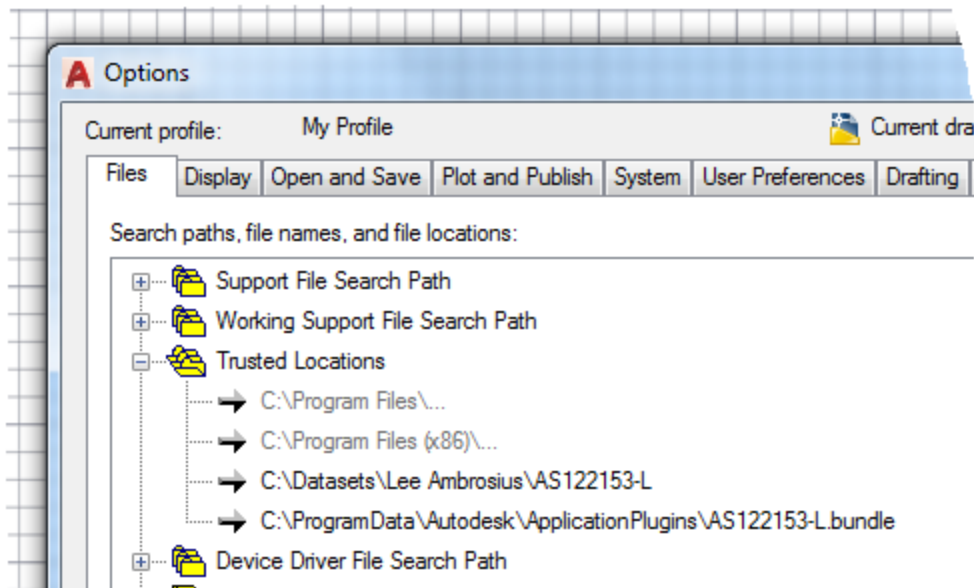 Options
Current profile: My Profile Current dra
Files Display Open and Save Plot and Publish System User Preferences Drafting
Search paths, file names, and file locations:
Support File Search Path
Working Support File Search Path
Trusted Locations
C:\Program Files\...
C:\Program Files (x86)\...
C:\Datasets\Lee Ambrosius\AS122153-L
C:\ProgramData\Autodesk\ApplicationPlugins\AS122153-L.bundle
Device Driver File Search Path